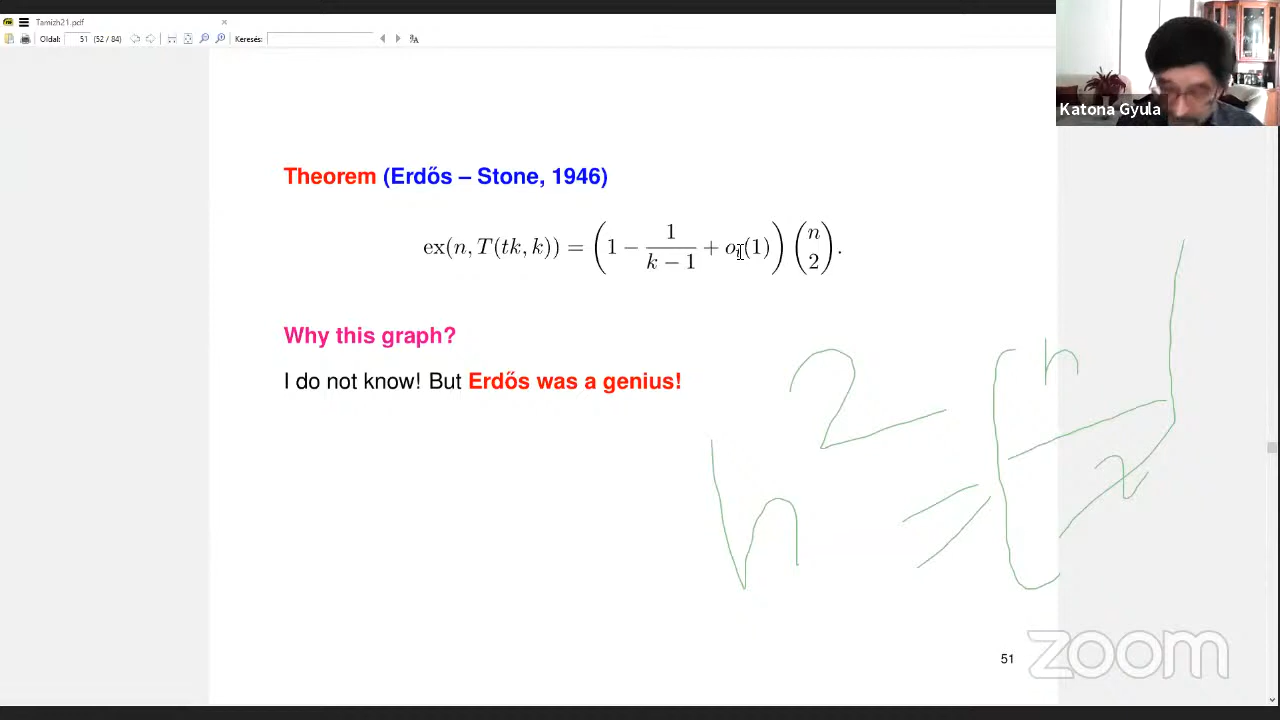 Tamizh21.pdf
Oldal: 51 (52 / 84) Keresés:
Katona Gyula
Theorem (Erdős – Stone, 1946)
ex(n, T(tk, k)) = (1 − 1/(k − 1) + o(1)) (n 2).
Why this graph?
I do not know! But Erdős was a genius!
n
2
51
zoom